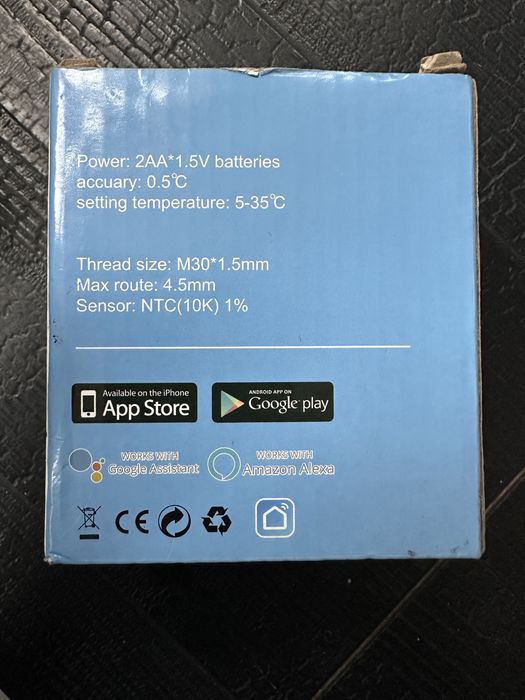 Power: 2AA*1.5V batteries
accuary: 0.5℃
setting temperature: 5-35℃
Thread size: M30*1.5mm
Max route: 4.5mm
Sensor: NTC(10K) 1%
Available on the iPhone
App Store
ANDROID APP ON
Google play
WORKS WITH
Google Assistant
WORKS WITH
Amazon Alexa
CE